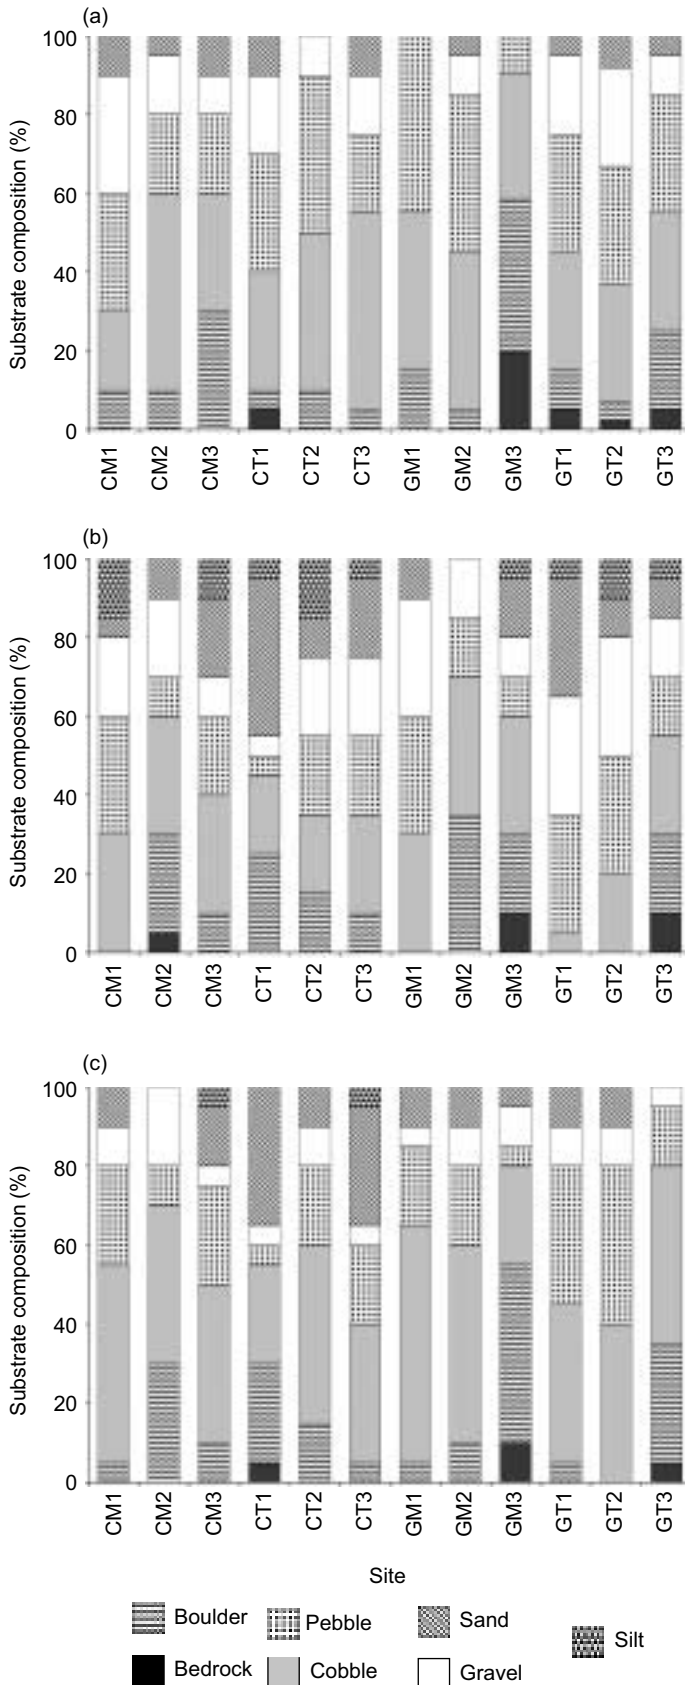 (a)
Substrate composition (%)
100
80
60
40
20
0
CM1 CM2 CM3 CT1 CT2 CT3 GM1 GM2 GM3 GT1 GT2 GT3
(b)
Substrate composition (%)
100
80
60
40
20
0
CM1 CM2 CM3 CT1 CT2 CT3 GM1 GM2 GM3 GT1 GT2 GT3
(c)
Substrate composition (%)
100
80
60
40
20
0
CM1 CM2 CM3 CT1 CT2 CT3 GM1 GM2 GM3 GT1 GT2 GT3
Site
Boulder Pebble Sand Silt
Bedrock Cobble Gravel